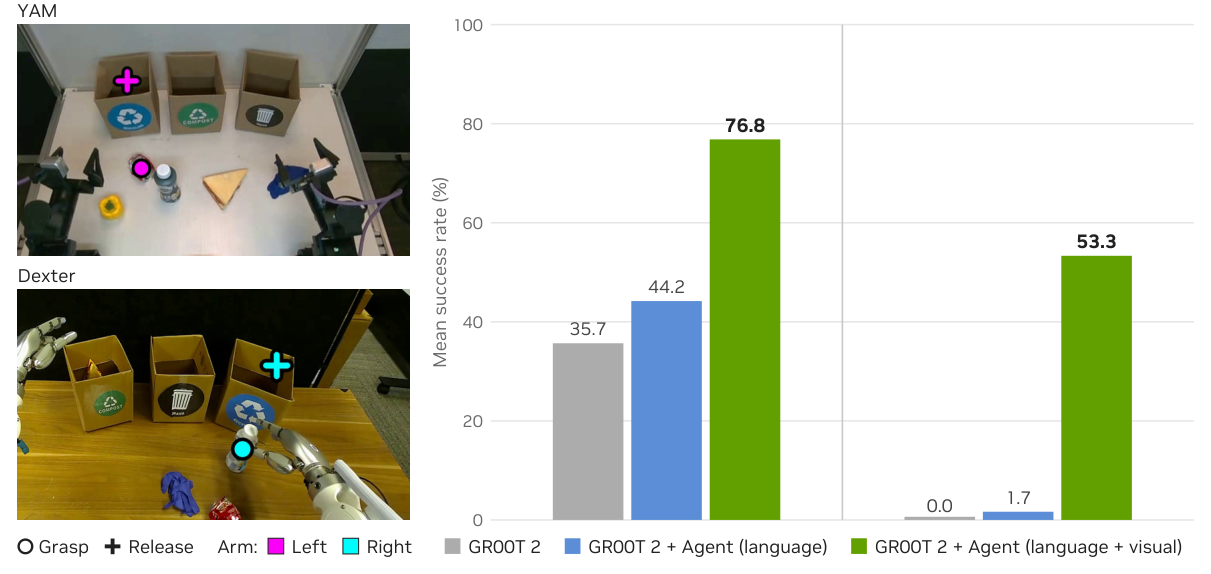 YAM
COMPOST
Dexter
COMPOST
Grasp
Release
Arm:
Left
Right
100
80
60
40
20
0
Mean success rate (%)
35.7
44.2
76.8
0.0
1.7
53.3
GR00T 2
GR00T 2 + Agent (language)
GR00T 2 + Agent (language + visual)